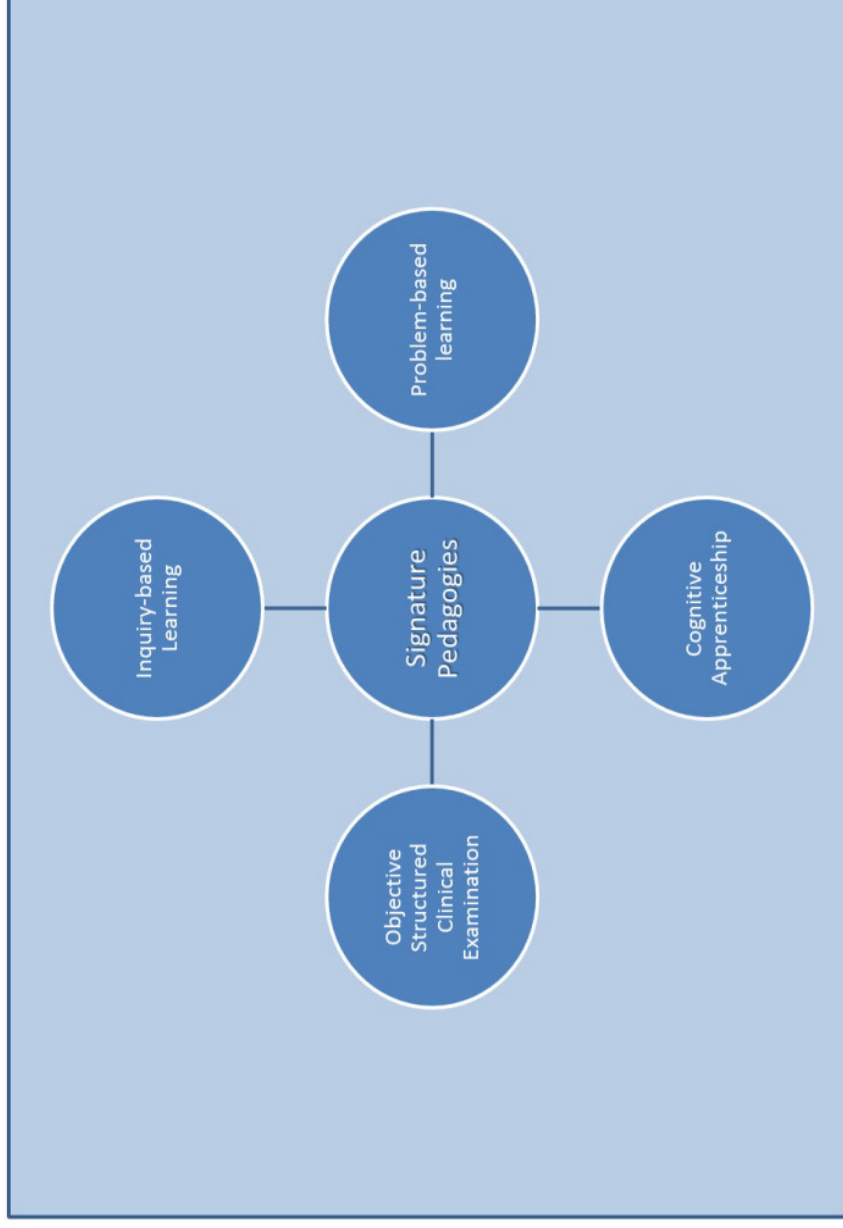 Objective
Structured
Clinical
Examination
Cognitive
Apprenticeship
Signature
Pedagogies
Inquiry-based
Learning
Problem-based
learning